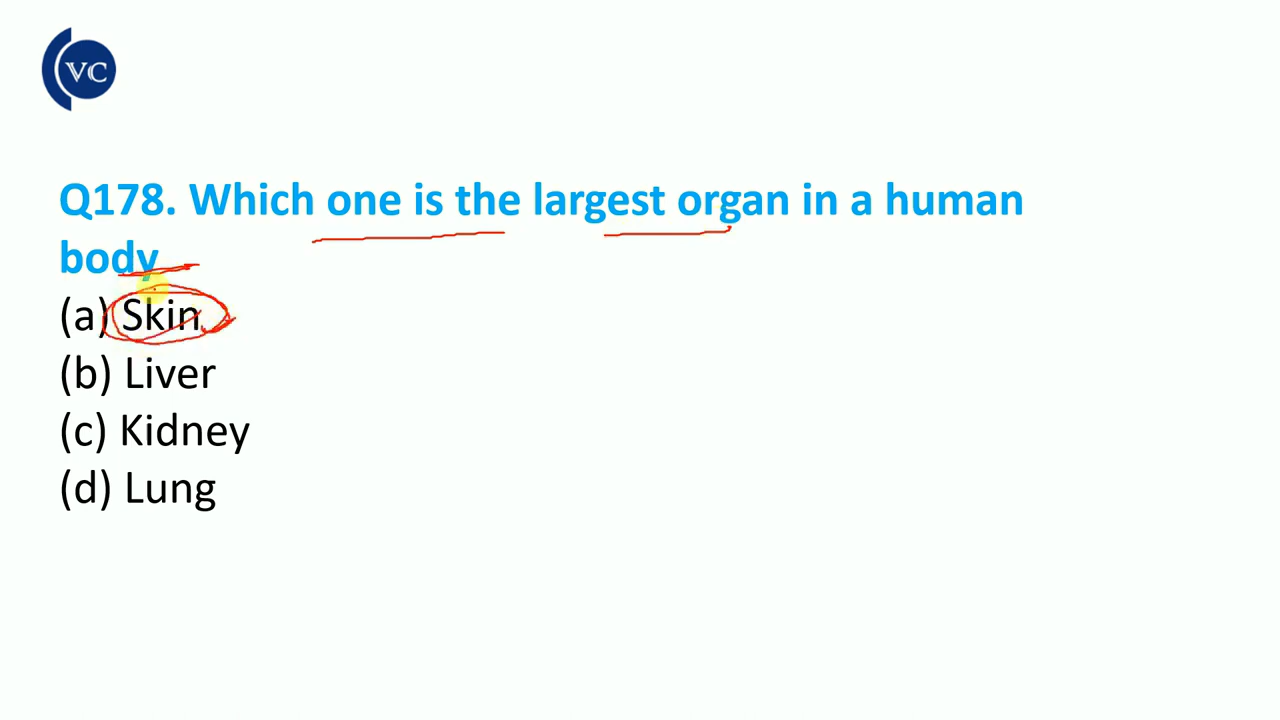 VC
Q178. Which one is the largest organ in a human
body
(a) Skin
(b) Liver
(c) Kidney
(d) Lung